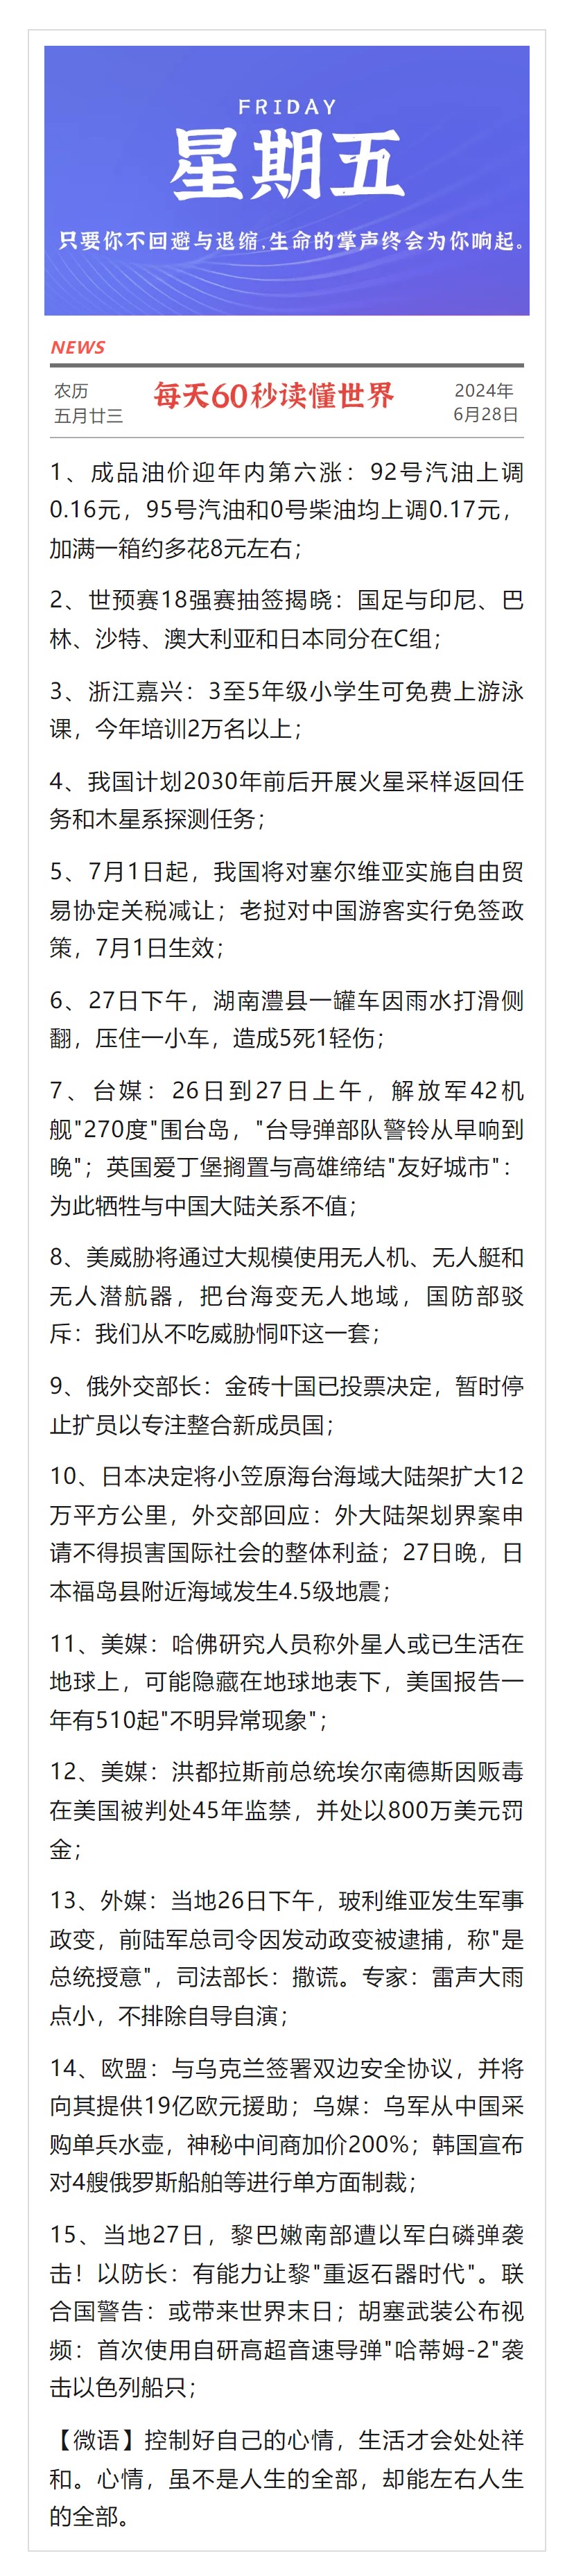 FRIDAY
星期五
只要你不回避与退缩,生命的掌声终会为你响起。
NEWS
农历
五月廿三
每天60秒读懂世界
2024年
6月28日
1、成品油价迎年内第六涨：92号汽油上调
0.16元，95号汽油和0号柴油均上调0.17元，
加满一箱约多花8元左右；
2、世预赛18强赛抽签揭晓：国足与印尼、巴
林、沙特、澳大利亚和日本同分在C组；
3、浙江嘉兴：3至5年级小学生可免费上游泳
课，今年培训2万名以上；
4、我国计划2030年前后开展火星采样返回任
务和木星系探测任务；
5、7月1日起，我国将对塞尔维亚实施自由贸
易协定关税减让；老挝对中国游客实行免签政
策，7月1日生效；
6、27日下午，湖南澧县一罐车因雨水打滑侧
翻，压住一小车，造成5死1轻伤；
7、台媒：26日到27日上午，解放军42机
舰"270度"围台岛，"台导弹部队警铃从早响到
晚"；英国爱丁堡搁置与高雄缔结"友好城市"：
为此牺牲与中国大陆关系不值；
8、美威胁将通过大规模使用无人机、无人艇和
无人潜航器，把台海变无人地域，国防部驳
斥：我们从不吃威胁恫吓这一套；
9、俄外交部长：金砖十国已投票决定，暂时停
止扩员以专注整合新成员国；
10、日本决定将小笠原海台海域大陆架扩大12
万平方公里，外交部回应：外大陆架划界案申
请不得损害国际社会的整体利益；27日晚，日
本福岛县附近海域发生4.5级地震；
11、美媒：哈佛研究人员称外星人或已生活在
地球上，可能隐藏在地球地表下，美国报告一
年有510起"不明异常现象"；
12、美媒：洪都拉斯前总统埃尔南德斯因贩毒
在美国被判处45年监禁，并处以800万美元罚
金；
13、外媒：当地26日下午，玻利维亚发生军事
政变，前陆军总司令因发动政变被逮捕，称"是
总统授意"，司法部长：撒谎。专家：雷声大雨
点小，不排除自导自演；
14、欧盟：与乌克兰签署双边安全协议，并将
向其提供19亿欧元援助；乌媒：乌军从中国采
购单兵水壶，神秘中间商加价200%；韩国宣布
对4艘俄罗斯船舶等进行单方面制裁；
15、当地27日，黎巴嫩南部遭以军白磷弹袭
击！以防长：有能力让黎"重返石器时代"。联
合国警告：或带来世界末日；胡塞武装公布视
频：首次使用自研高超音速导弹"哈蒂姆-2"袭
击以色列船只；
【微语】控制好自己的心情，生活才会处处祥
和。心情，虽不是人生的全部，却能左右人生
的全部。